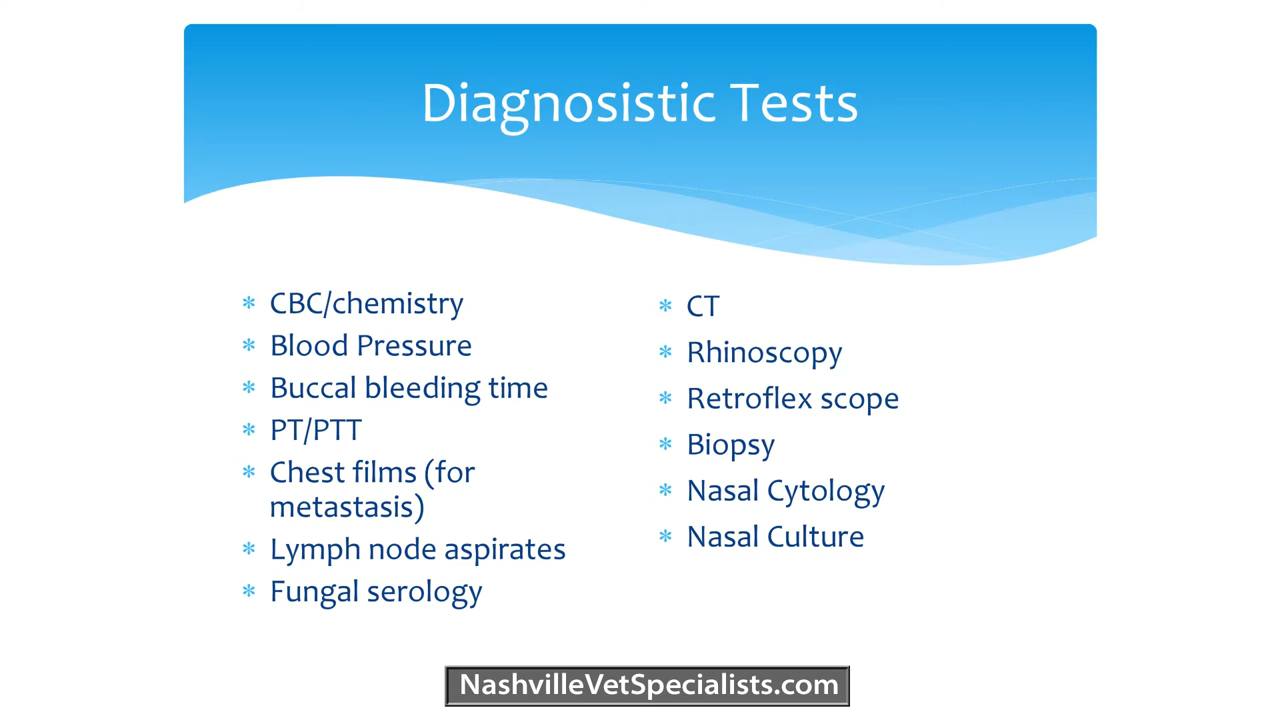 Diagnosistic Tests
* CBC/chemistry
* Blood Pressure
* Buccal bleeding time
* PT/PTT
* Chest films (for
metastasis)
* Lymph node aspirates
* Fungal serology
* CT
* Rhinoscopy
* Retroflex scope
* Biopsy
* Nasal Cytology
* Nasal Culture
NashvilleVetSpecialists.com